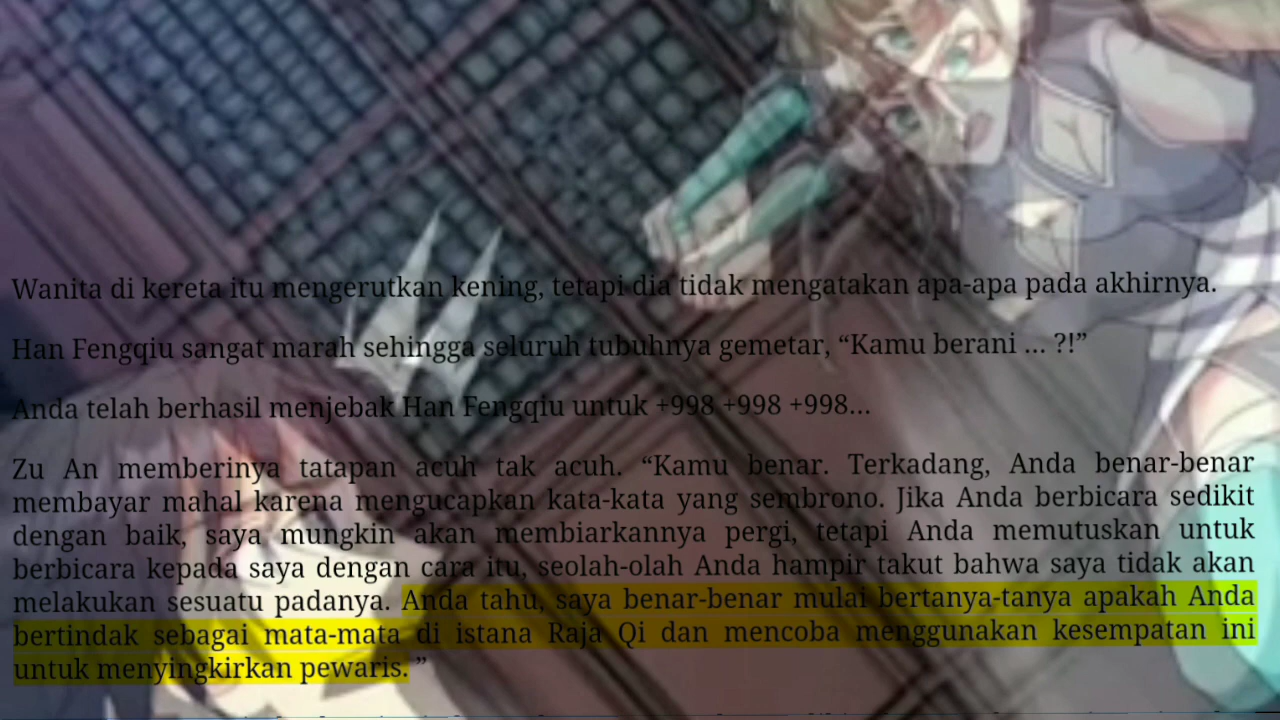 Wanita di kereta itu mengerutkan kening, tetapi dia tidak mengatakan apa-apa pada akhirnya.
Han Fengqiu sangat marah sehingga seluruh tubuhnya gemetar, “Kamu berani ... ?!”
Anda telah berhasil menjebak Han Fengqiu untuk +998 +998 +998...
Zu An memberinya tatapan acuh tak acuh. “Kamu benar. Terkadang, Anda benar-benar
membayar mahal karena mengucapkan kata-kata yang sembrono. Jika Anda berbicara sedikit
dengan baik, saya mungkin akan membiarkannya pergi, tetapi Anda memutuskan untuk
berbicara kepada saya dengan cara itu, seolah-olah Anda hampir takut bahwa saya tidak akan
melakukan sesuatu padanya. Anda tahu, saya benar-benar mulai bertanya-tanya apakah Anda
bertindak sebagai mata-mata di istana Raja Qi dan mencoba menggunakan kesempatan ini
untuk menyingkirkan pewaris. ”